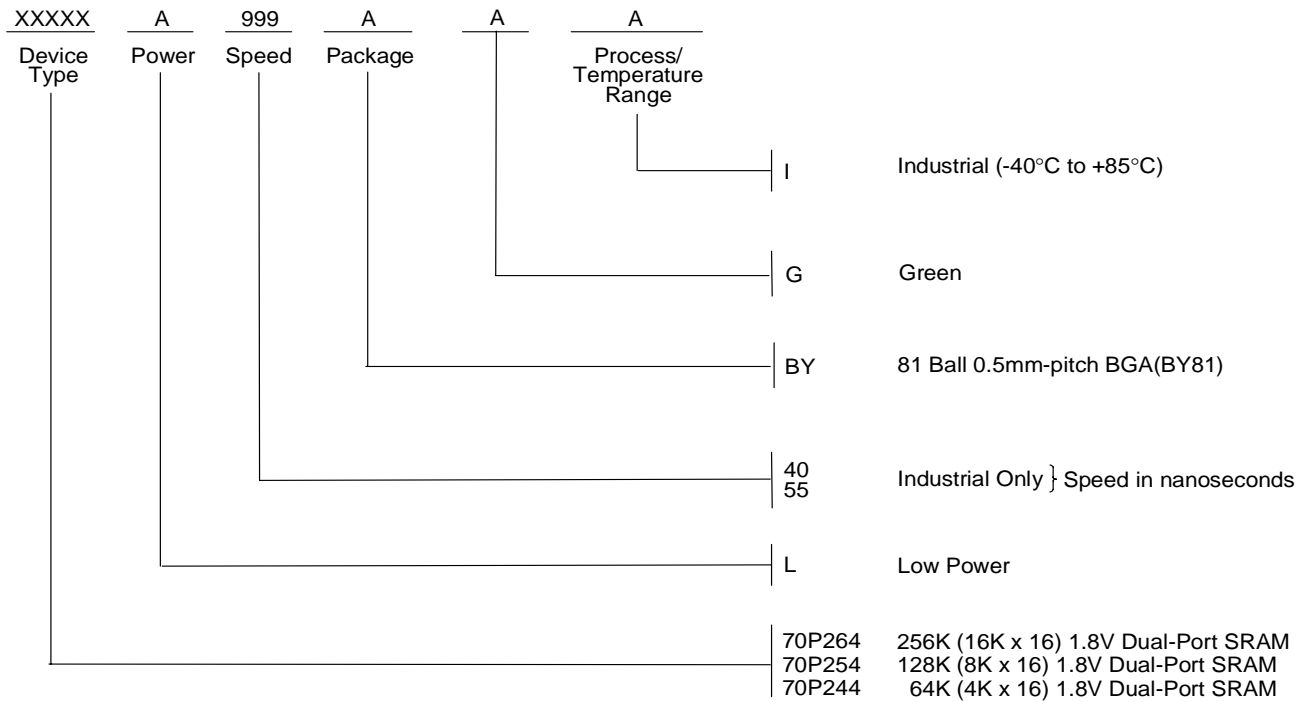 XXXXX A 999 A A A
Device Type Power Speed Package Process/ Temperature Range
I Industrial (-40°C to +85°C)
G Green
BY 81 Ball 0.5mm-pitch BGA(BY81)
40
55
Industrial Only } Speed in nanoseconds
L Low Power
70P264 256K (16K x 16) 1.8V Dual-Port SRAM
70P254 128K (8K x 16) 1.8V Dual-Port SRAM
70P244 64K (4K x 16) 1.8V Dual-Port SRAM